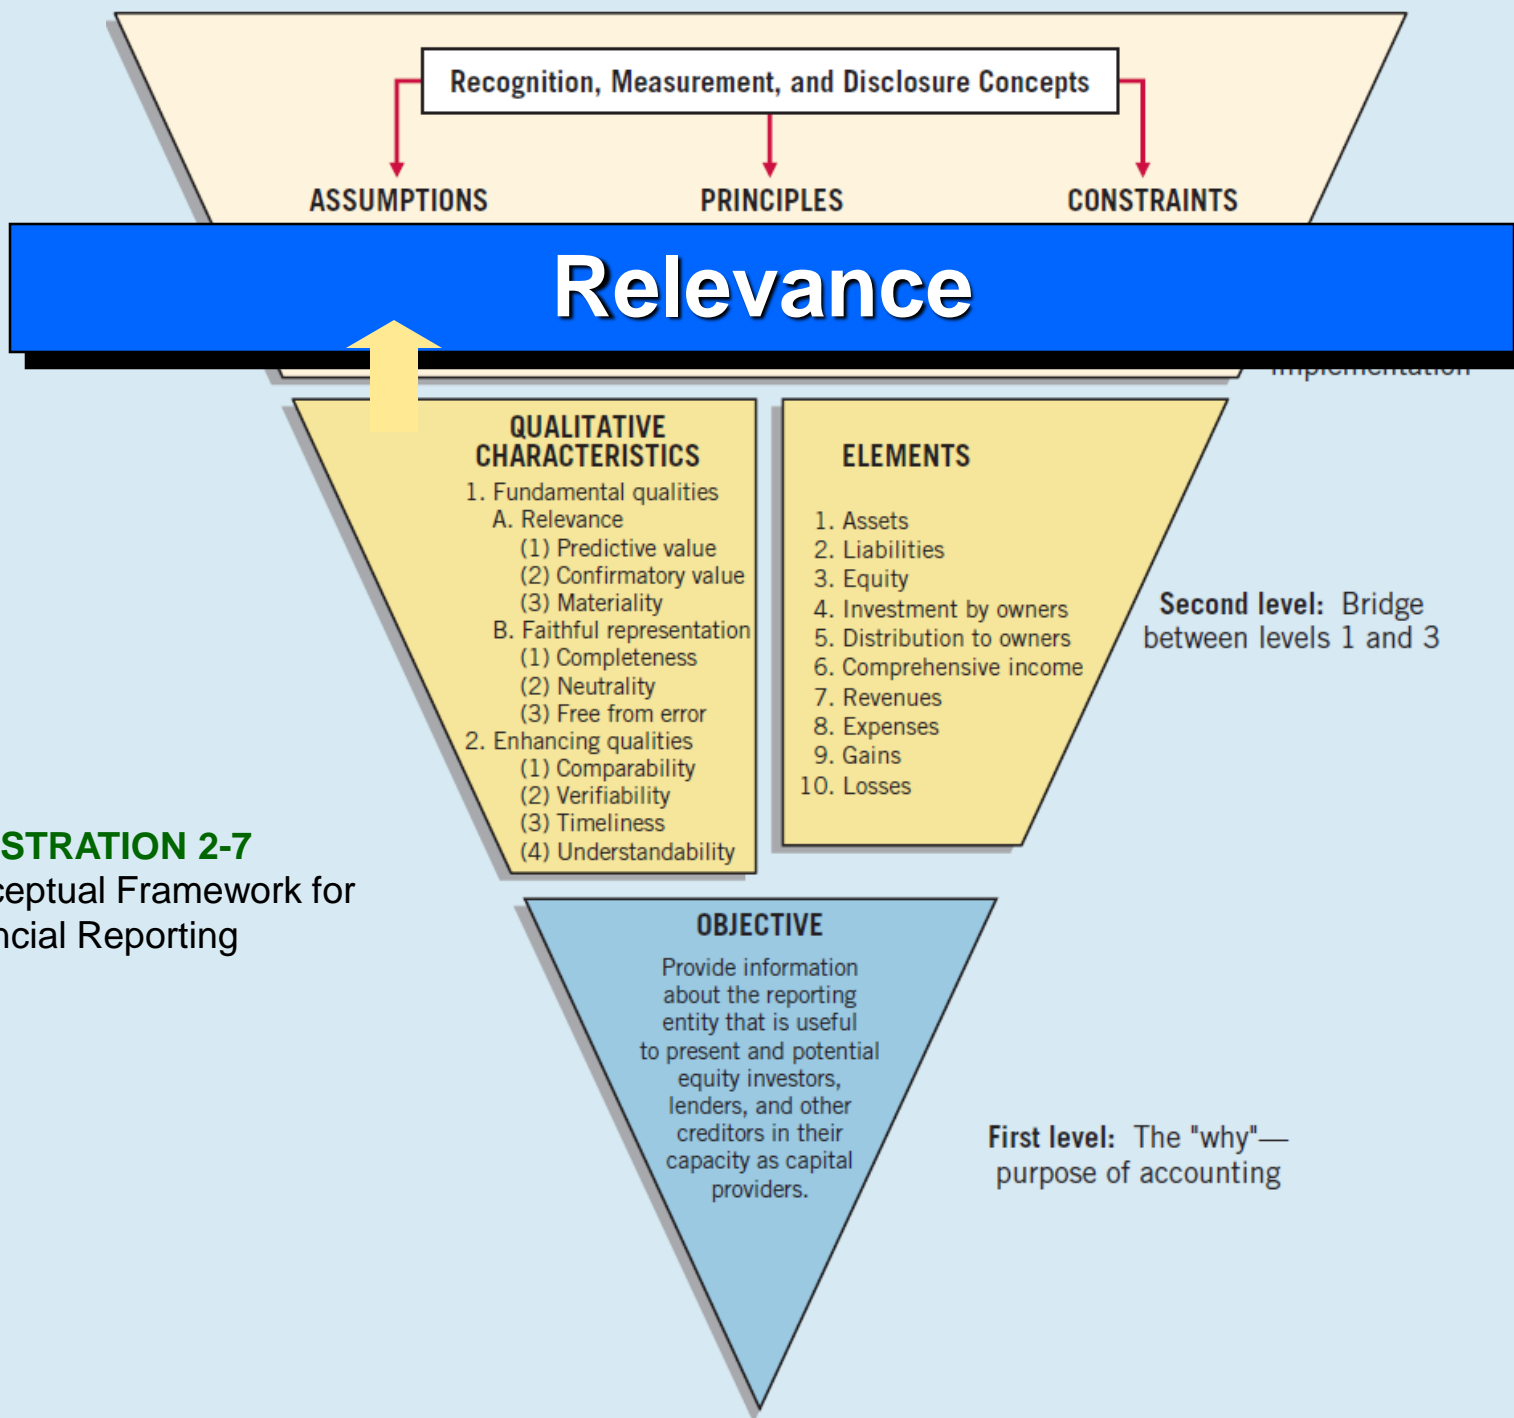 Recognition, Measurement, and Disclosure Concepts
ASSUMPTIONS
PRINCIPLES
CONSTRAINTS
Relevance
implementation
QUALITATIVE
CHARACTERISTICS
1. Fundamental qualities
A. Relevance
(1) Predictive value
(2) Confirmatory value
(3) Materiality
B. Faithful representation
(1) Completeness
(2) Neutrality
(3) Free from error
2. Enhancing qualities
(1) Comparability
(2) Verifiability
(3) Timeliness
(4) Understandability
ELEMENTS
1. Assets
2. Liabilities
3. Equity
4. Investment by owners
5. Distribution to owners
6. Comprehensive income
7. Revenues
8. Expenses
9. Gains
10. Losses
Second level: Bridge
between levels 1 and 3
STRATION 2-7
ceptual Framework for
ncial Reporting
OBJECTIVE
Provide information
about the reporting
entity that is useful
to present and potential
equity investors,
lenders, and other
creditors in their
capacity as capital
providers.
First level: The "why"—
purpose of accounting